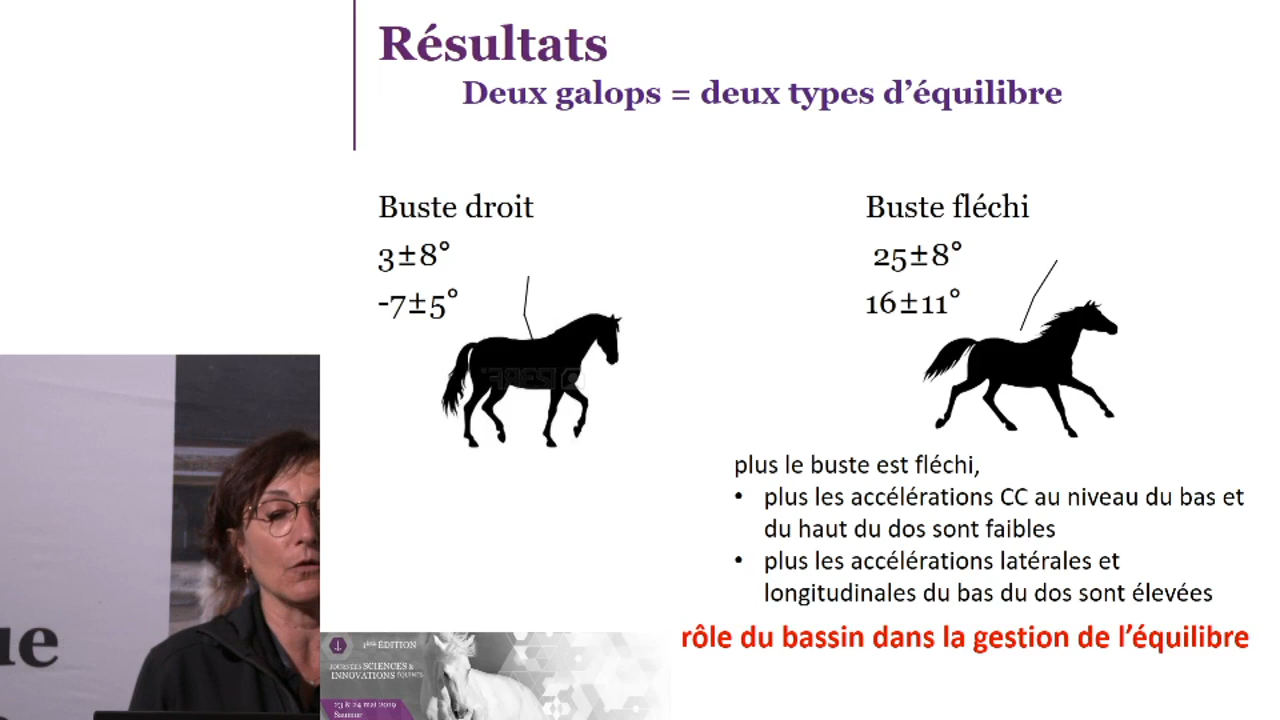 Résultats
Deux galops = deux types d'équilibre
Buste droit
3±8°
-7±5°
Buste fléchi
25±8°
16±11°
plus le buste est fléchi,
• plus les accélérations CC au niveau du bas et
du haut du dos sont faibles
• plus les accélérations latérales et
longitudinales du bas du dos sont élevées
rôle du bassin dans la gestion de l'équilibre
ue
ÉDITION
JOURNÉES SCIENCES &
INNOVATIONS ÉQUINES
23 & 24 mai 2019
Saumur